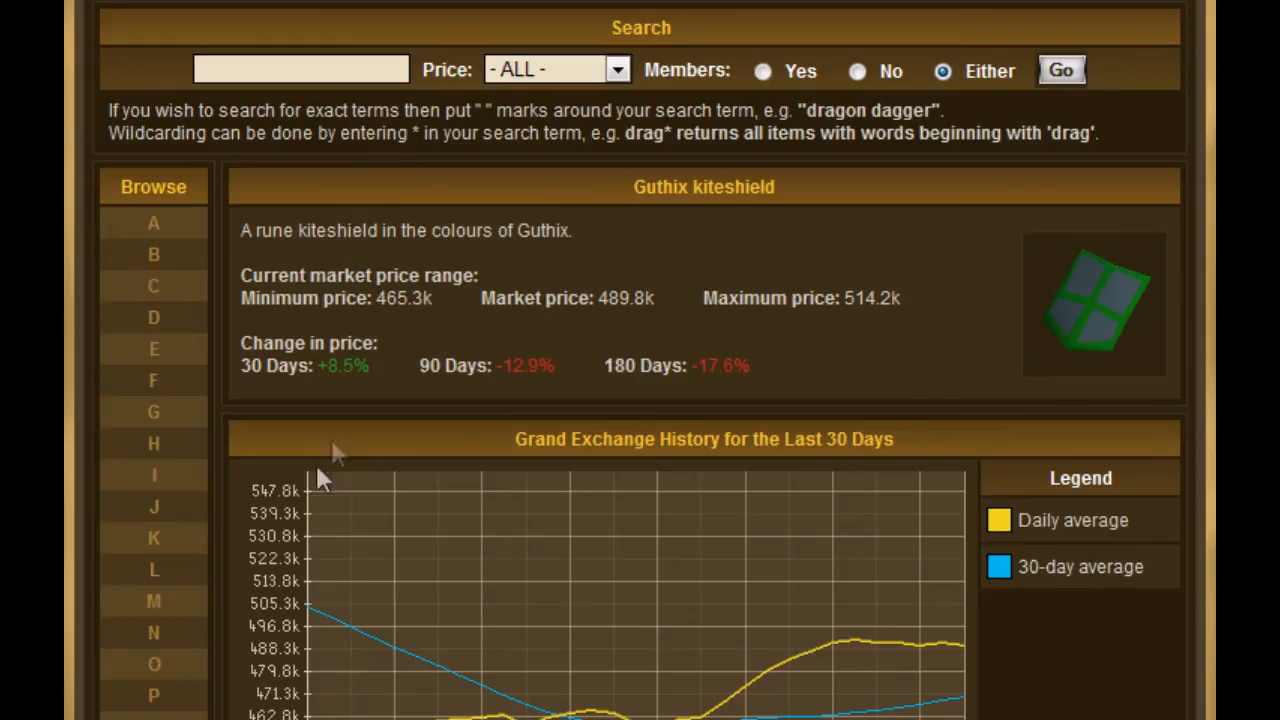 Search
Price: - ALL - Members: Yes No Either Go
If you wish to search for exact terms then put " " marks around your search term, e.g. "dragon dagger".
Wildcarding can be done by entering * in your search term, e.g. drag* returns all items with words beginning with 'drag'.
Browse
A
B
C
D
E
F
G
H
I
J
K
L
M
N
O
P
Guthix kiteshield
A rune kiteshield in the colours of Guthix.
Current market price range:
Minimum price: 465.3k Market price: 489.8k Maximum price: 514.2k
Change in price:
30 Days: +8.5% 90 Days: -12.9% 180 Days: -17.6%
Grand Exchange History for the Last 30 Days
547.8k
539.3k
530.8k
522.3k
513.8k
505.3k
496.8k
488.3k
479.8k
471.3k
462.8k
Legend
Daily average
30-day average